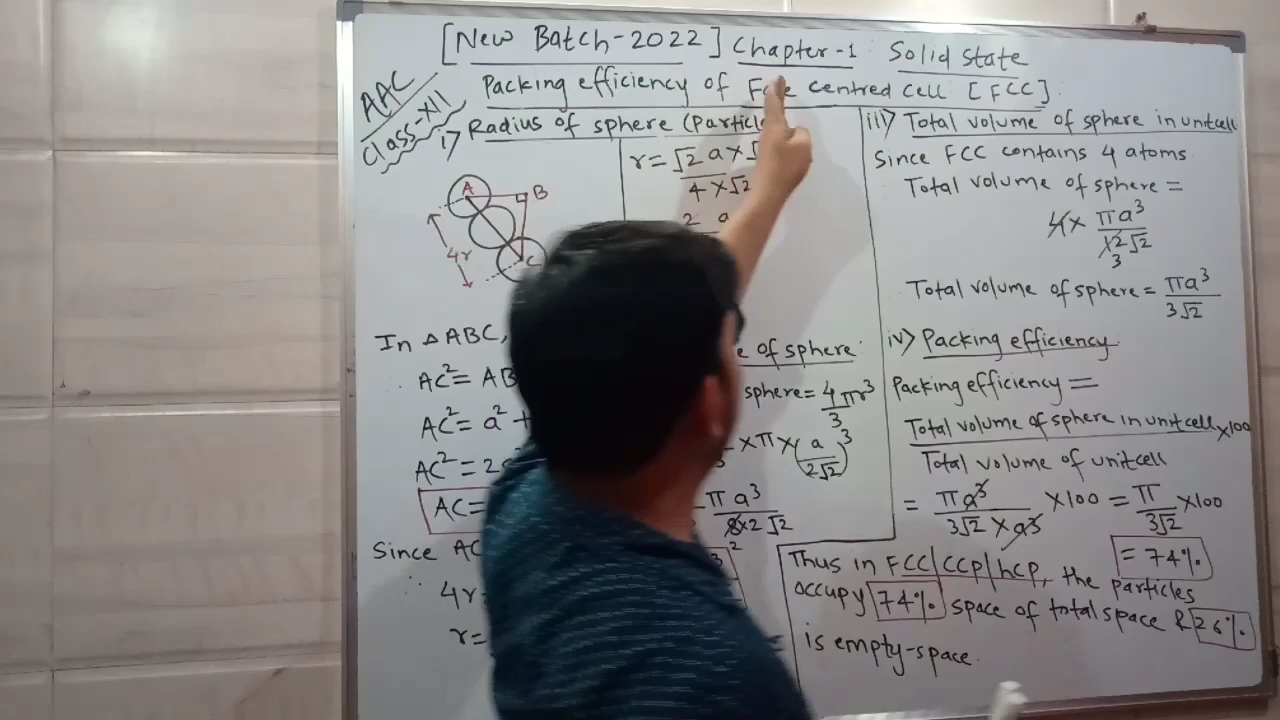 [New Batch-2022] Chapter-1 Solid State
AAC
Class-XII
Packing efficiency of Face centred cell [FCC]
i) Radius of sphere (Particle
A
B
C
4r
In △ABC,
∴ AC² = AB
AC² = a² +
AC² = 2a
AC=
Since AC
∴ 4r=
r=
r = √2 a × √
4 × √2
2 a
e of sphere
sphere = 4/3 πr³
× π × (a/2√2)³
πa³
8×2√2
iii) Total volume of sphere in unitcell
Since FCC contains 4 atoms
Total volume of sphere =
4 × πa³/12√2
3
Total volume of sphere = πa³/3√2
iv) Packing efficiency
Packing efficiency =
Total volume of sphere in unitcell ×100
Total volume of unitcell
= πa³/3√2 × a³ ×100 = π/3√2 ×100
= 74%
Thus in FCC/CCP/hcp, the particles
occupy 74% space of total space & 26%
is empty-space.